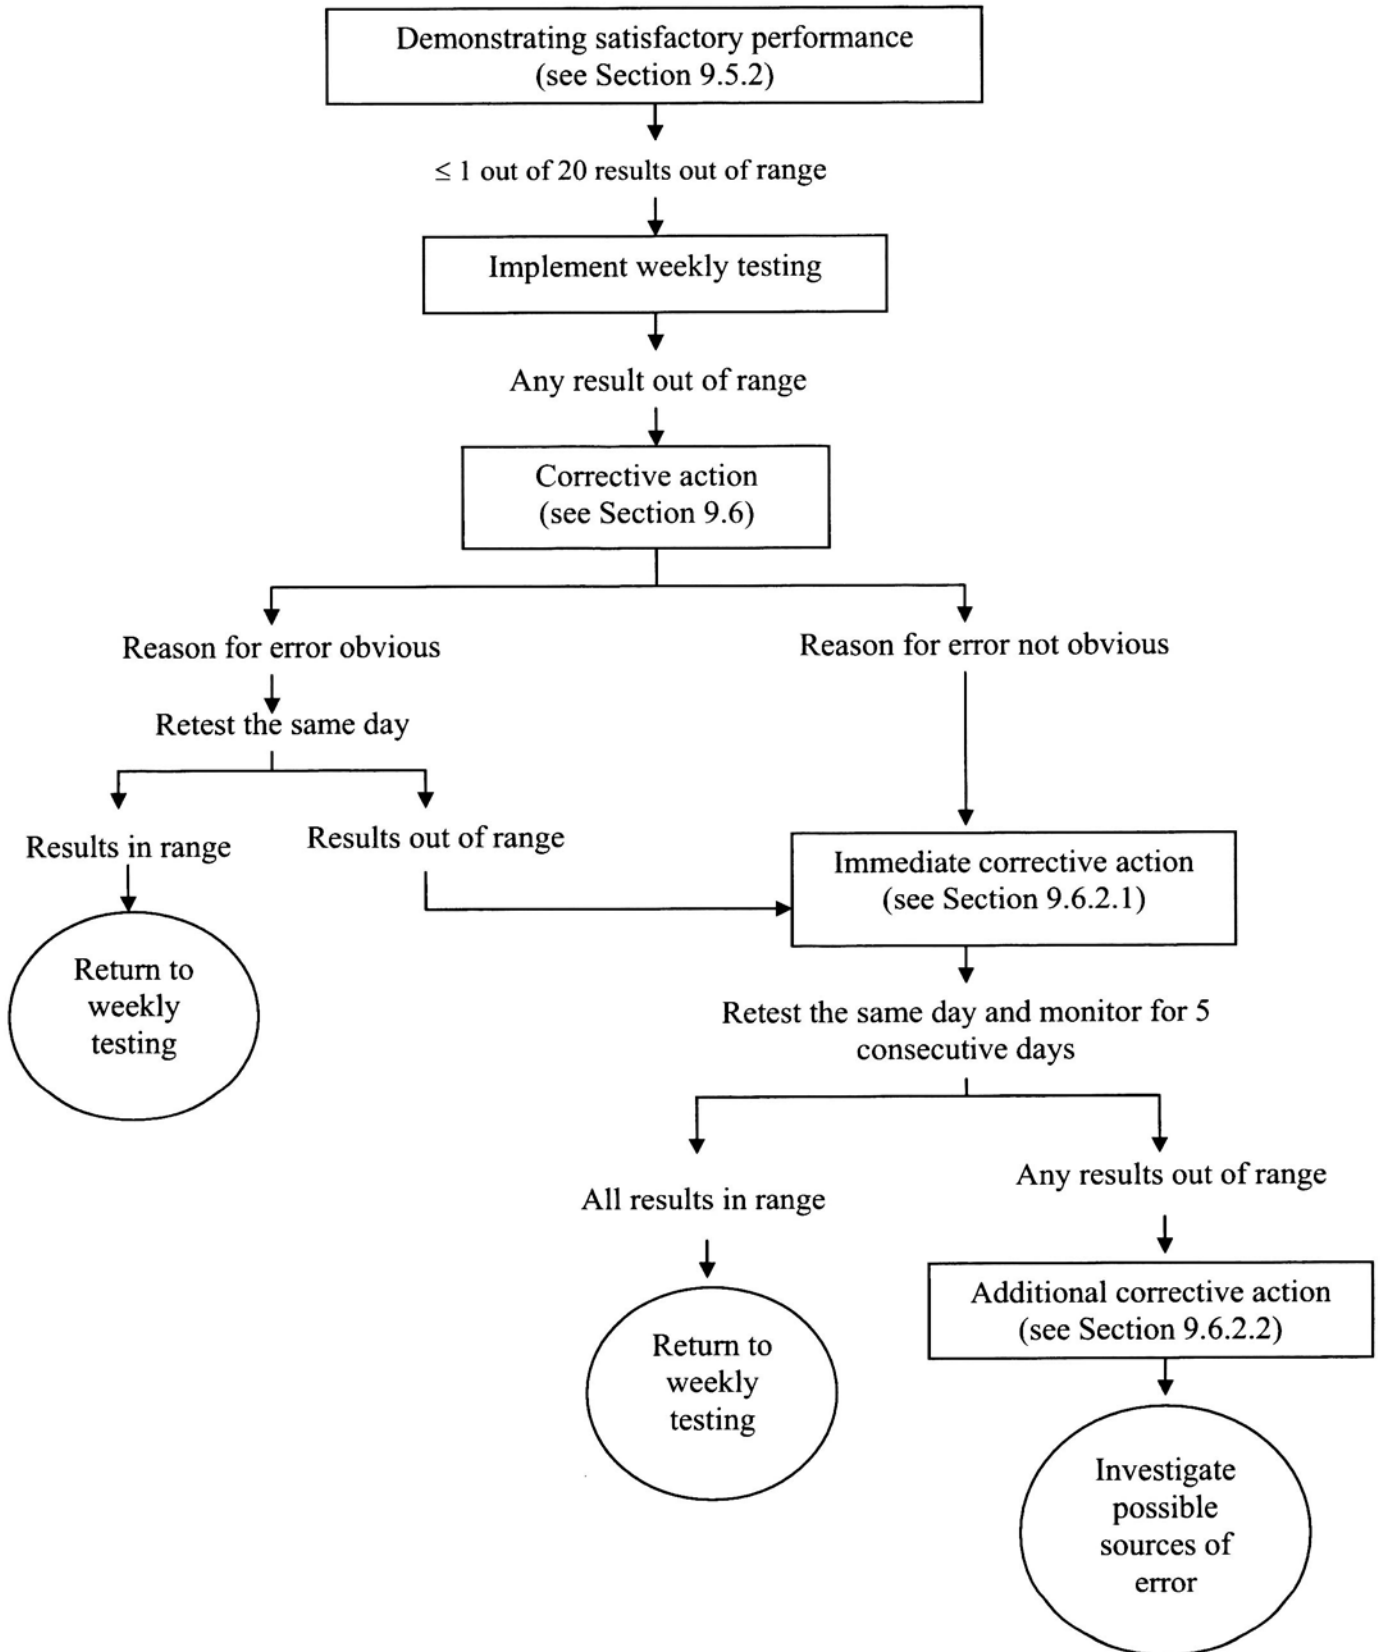 Demonstrating satisfactory performance
(see Section 9.5.2)
≤ 1 out of 20 results out of range
Implement weekly testing
Any result out of range
Corrective action
(see Section 9.6)
Reason for error obvious
Reason for error not obvious
Retest the same day
Results in range
Results out of range
Immediate corrective action
(see Section 9.6.2.1)
Return to
weekly
testing
Retest the same day and monitor for 5
consecutive days
All results in range
Any results out of range
Additional corrective action
(see Section 9.6.2.2)
Return to
weekly
testing
Investigate
possible
sources of
error